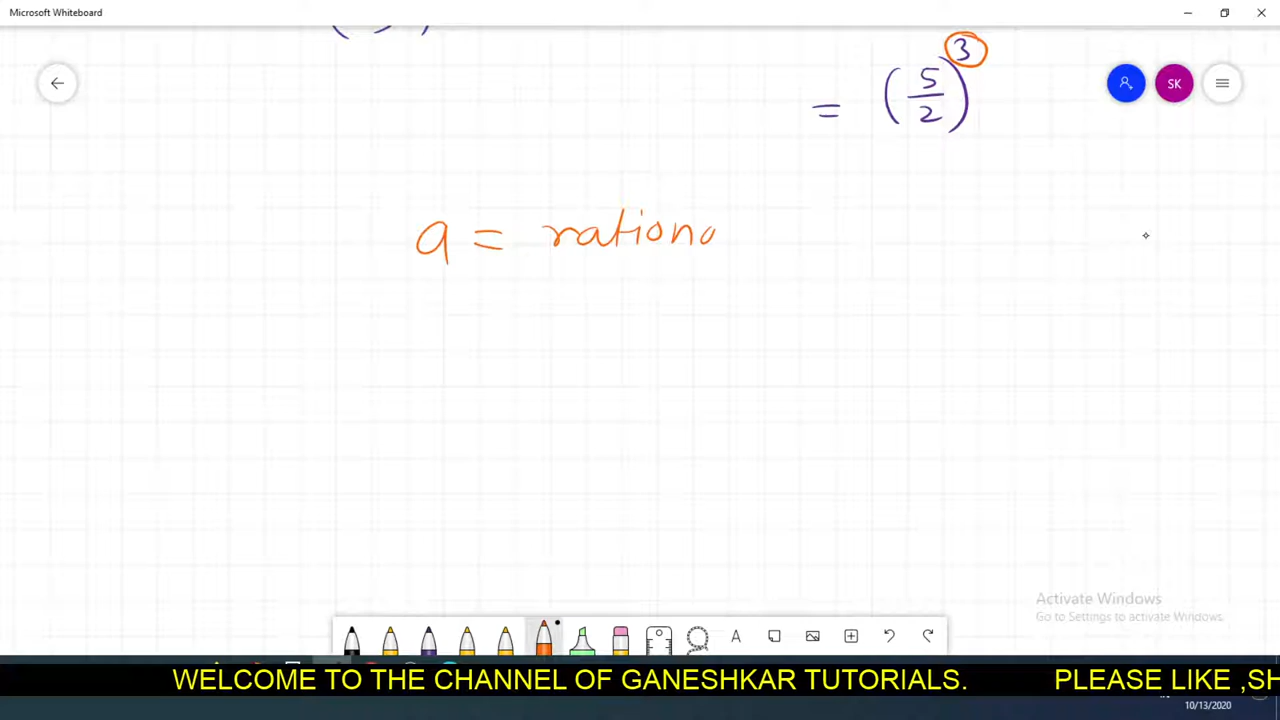 Microsoft Whiteboard
= (5/2)^3
SK
a = rationa
Activate Windows
Go to Settings to activate Windows.
A
WELCOME TO THE CHANNEL OF GANESHKAR TUTORIALS. PLEASE LIKE ,SH
10/13/2020